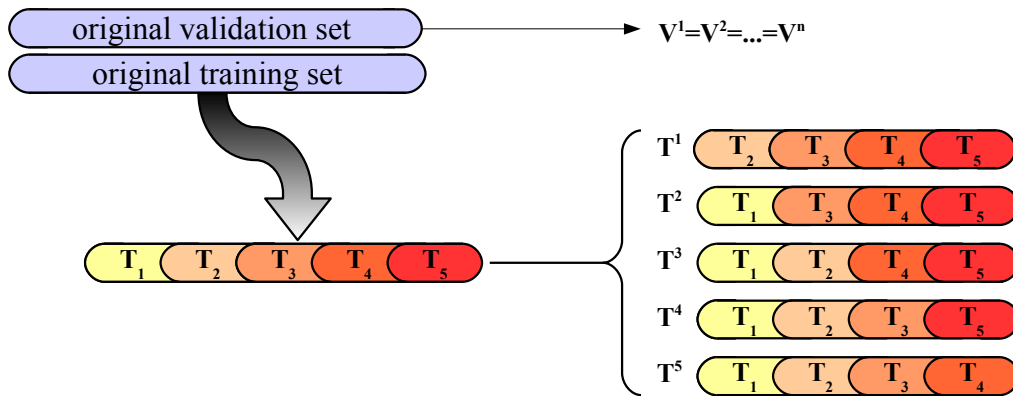 original validation set
V¹=V²=...=Vⁿ
original training set
T₁ T₂ T₃ T₄ T₅
T¹ T₂ T₃ T₄ T₅
T² T₁ T₃ T₄ T₅
T³ T₁ T₂ T₄ T₅
T⁴ T₁ T₂ T₃ T₅
T⁵ T₁ T₂ T₃ T₄